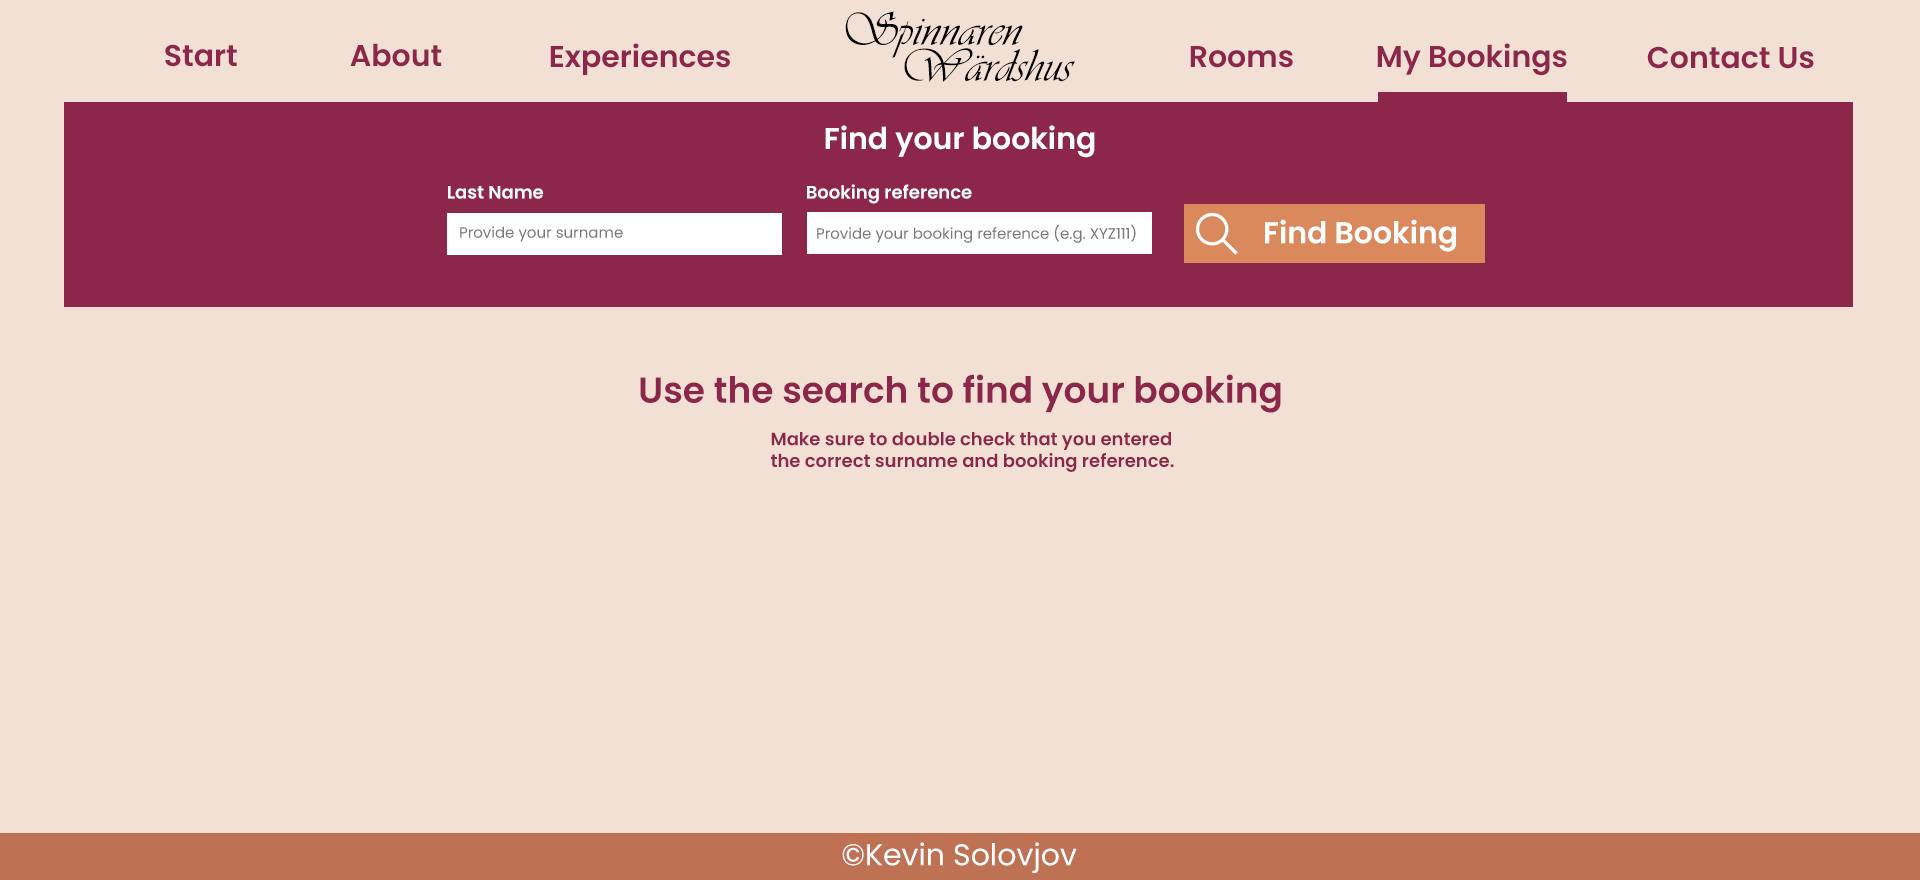 Start
About
Experiences
Spinnaren
Wärdshus
Rooms
My Bookings
Contact Us
Find your booking
Last Name
Booking reference
Provide your surname
Provide your booking reference (e.g. XYZ111)
Find Booking
Use the search to find your booking
Make sure to double check that you entered
the correct surname and booking reference.
©Kevin Solovjov